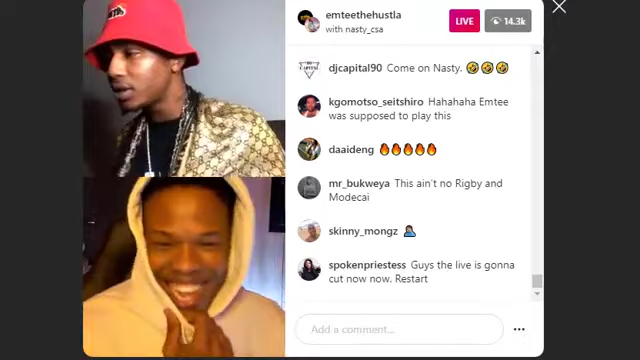 emteethehustla
with nasty_csa
LIVE
14.3k
djcapital90 Come on Nasty. 🤣🤣🤣
kgomotso_seitshiro Hahahaha Emtee
was supposed to play this
daaideng 🔥🔥🔥🔥🔥
mr_bukweya This ain't no Rigby and
Modecai
skinny_mongz 🤦🏽‍♂️
spokenpriestess Guys the live is gonna
cut now now. Restart
Add a comment...